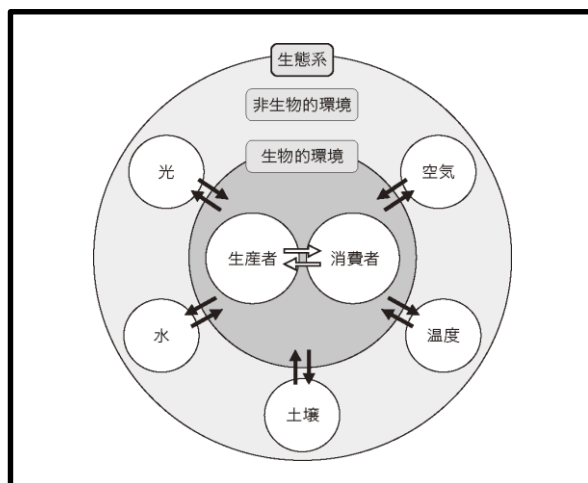 生態系
非生物的環境
生物的環境
光
空気
生産者
消費者
水
温度
土壌